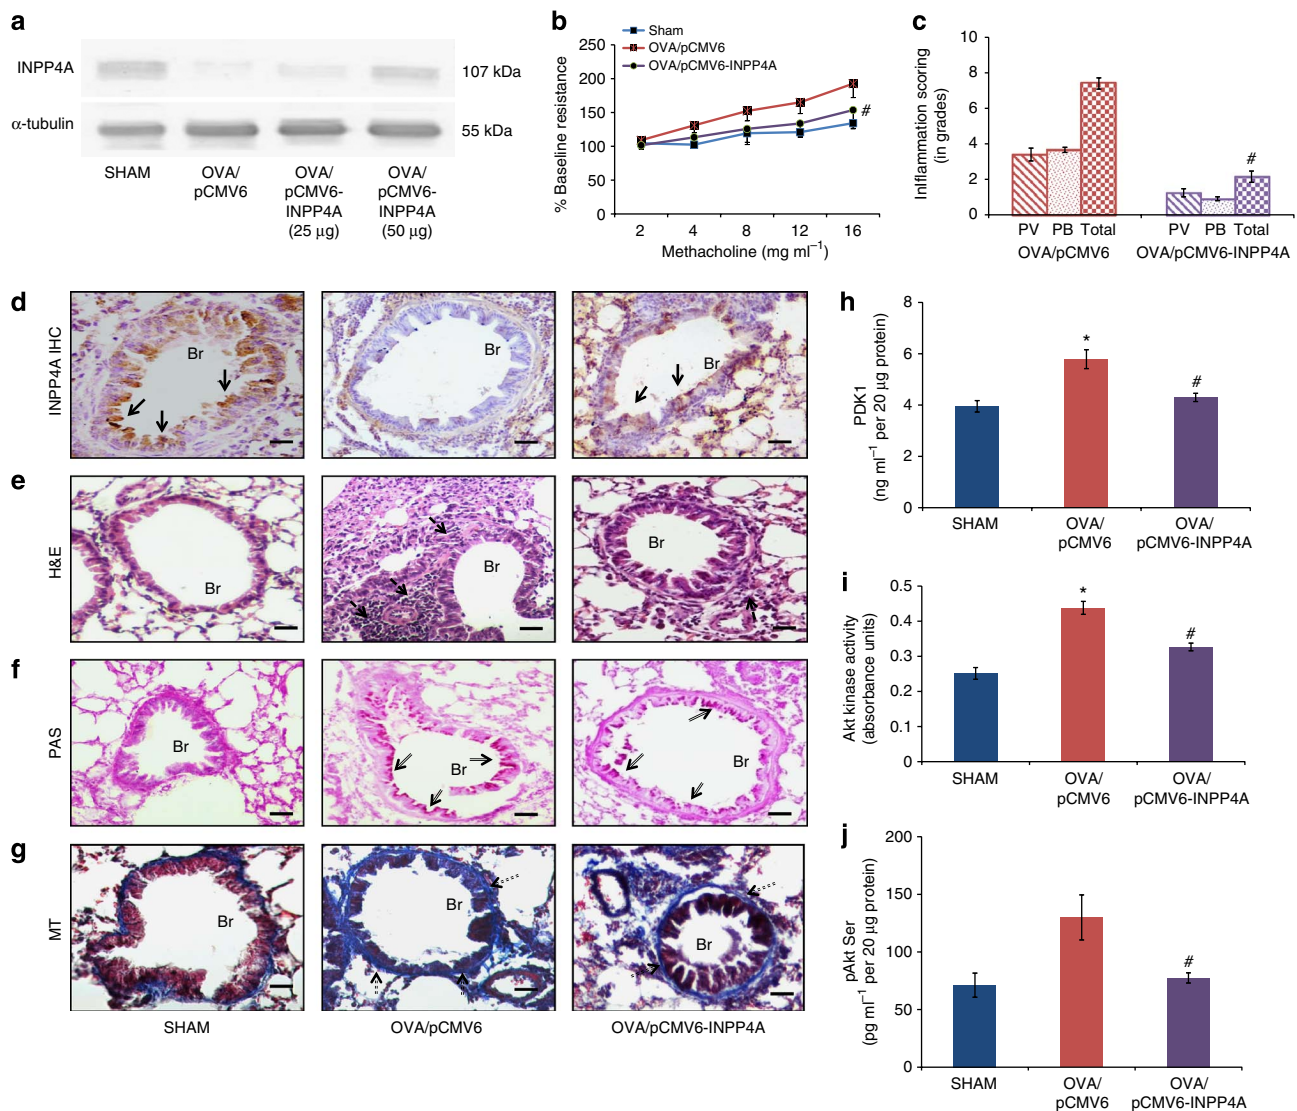 a
INPP4A
107 kDa
α-tubulin
55 kDa
SHAM
OVA/
pCMV6
OVA/
pCMV6-
INPP4A
(25 µg)
OVA/
pCMV6-
INPP4A
(50 µg)
b
Sham
OVA/pCMV6
OVA/pCMV6-INPP4A
% Baseline resistance
250
200
150
100
50
0
#
2 4 8 12 16
Methacholine (mg ml−1)
c
Inlflammation scoring
(in grades)
10
8
6
4
2
0
#
PV PB Total PV PB Total
OVA/pCMV6 OVA/pCMV6-INPP4A
d
INPP4A IHC
Br
Br
Br
e
H&E
Br
Br
Br
f
PAS
Br
Br
Br
g
MT
Br
Br
Br
SHAM OVA/pCMV6 OVA/pCMV6-INPP4A
h
PDK1
(ng ml−1 per 20 µg protein)
8
6
4
2
0
*
#
SHAM
OVA/
pCMV6
OVA/
pCMV6-INPP4A
i
Akt kinase activity
(absorbance units)
0.5
0.4
0.3
0.2
0.1
0
*
#
SHAM
OVA/
pCMV6
OVA/
pCMV6-INPP4A
j
pAkt Ser
(pg ml−1 per 20 µg protein)
200
150
100
50
0
#
SHAM
OVA/
pCMV6
OVA/
pCMV6-INPP4A